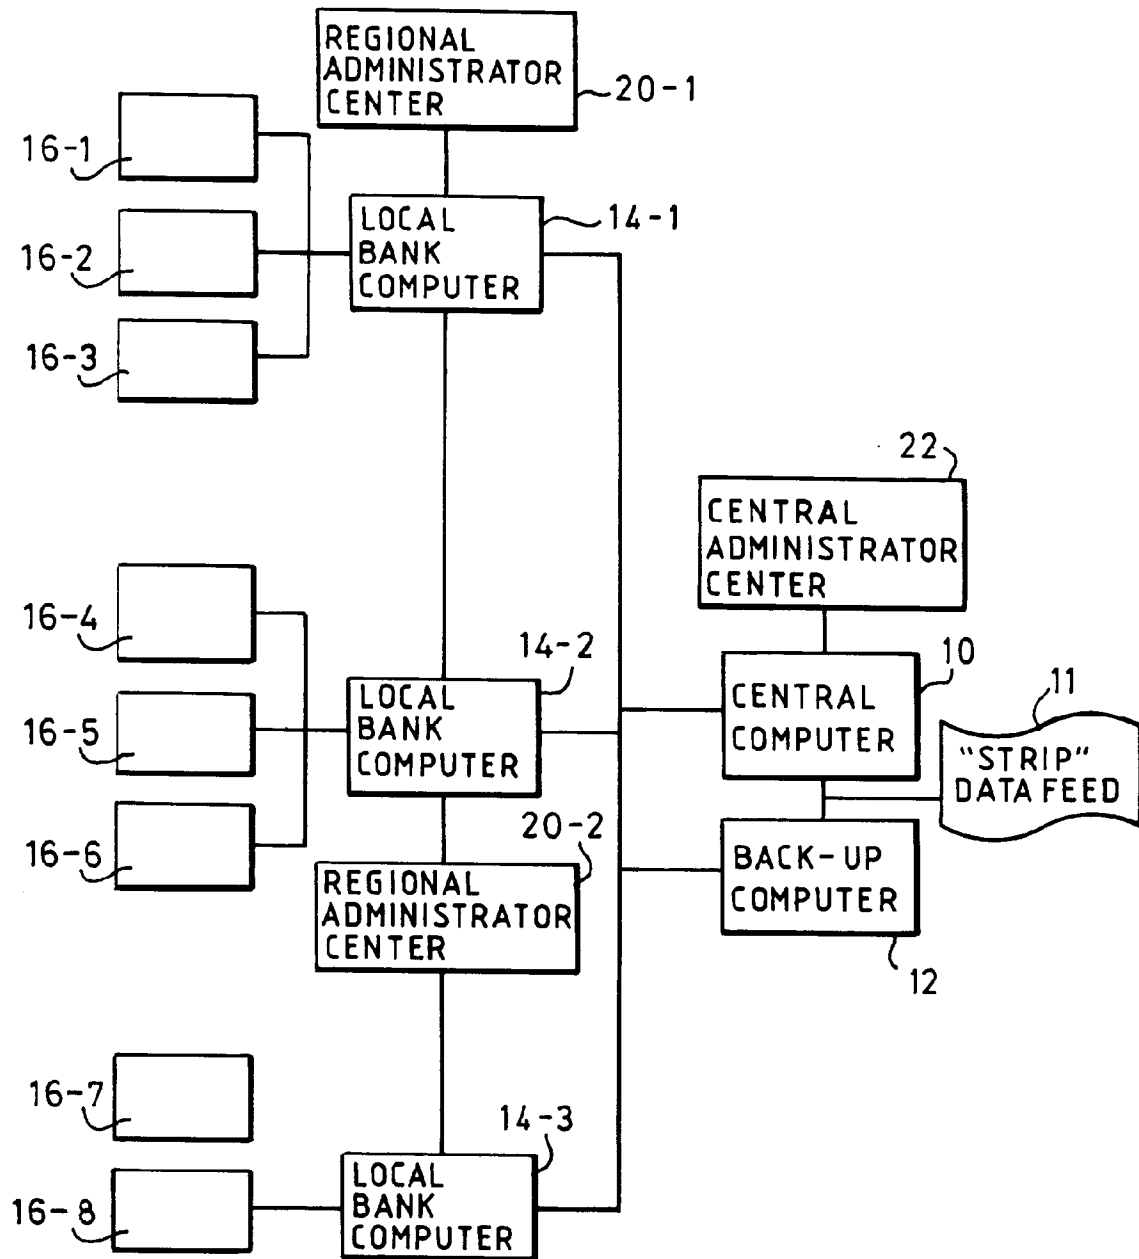 REGIONAL
ADMINISTRATOR
CENTER
20-1
16-1
LOCAL
BANK
COMPUTER
14-1
16-2
16-3
22
CENTRAL
ADMINISTRATOR
CENTER
16-4
14-2
10
LOCAL
BANK
COMPUTER
CENTRAL
COMPUTER
11
"STRIP"
DATA FEED
16-5
20-2
16-6
REGIONAL
ADMINISTRATOR
CENTER
BACK-UP
COMPUTER
12
16-7
14-3
LOCAL
BANK
COMPUTER
16-8